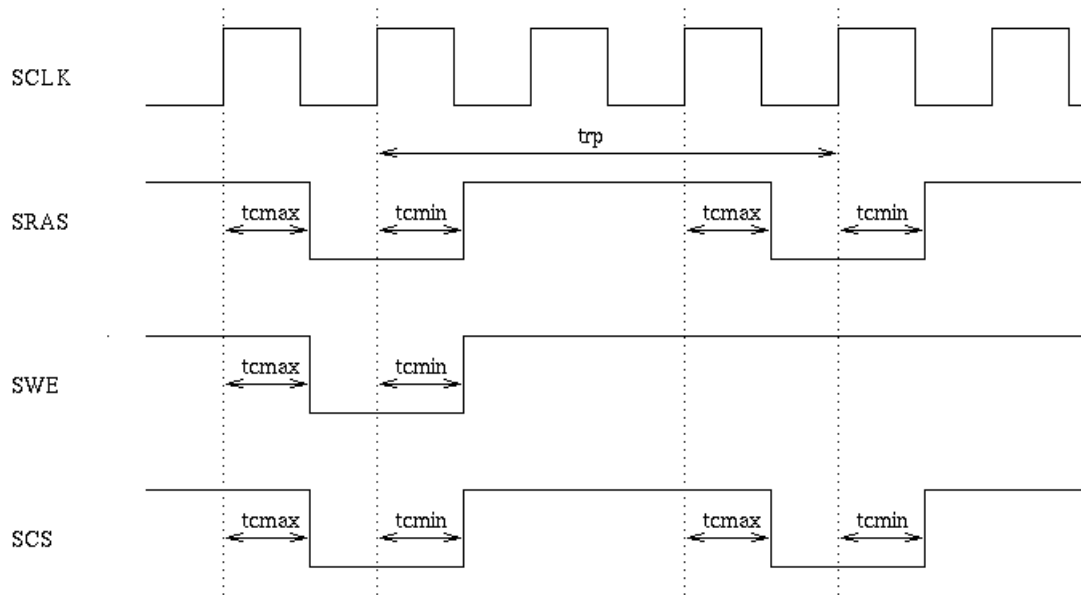 SCLK
trp
SRAS
tcmax
tcmin
tcmax
tcmin
SWE
tcmax
tcmin
SCS
tcmax
tcmin
tcmax
tcmin